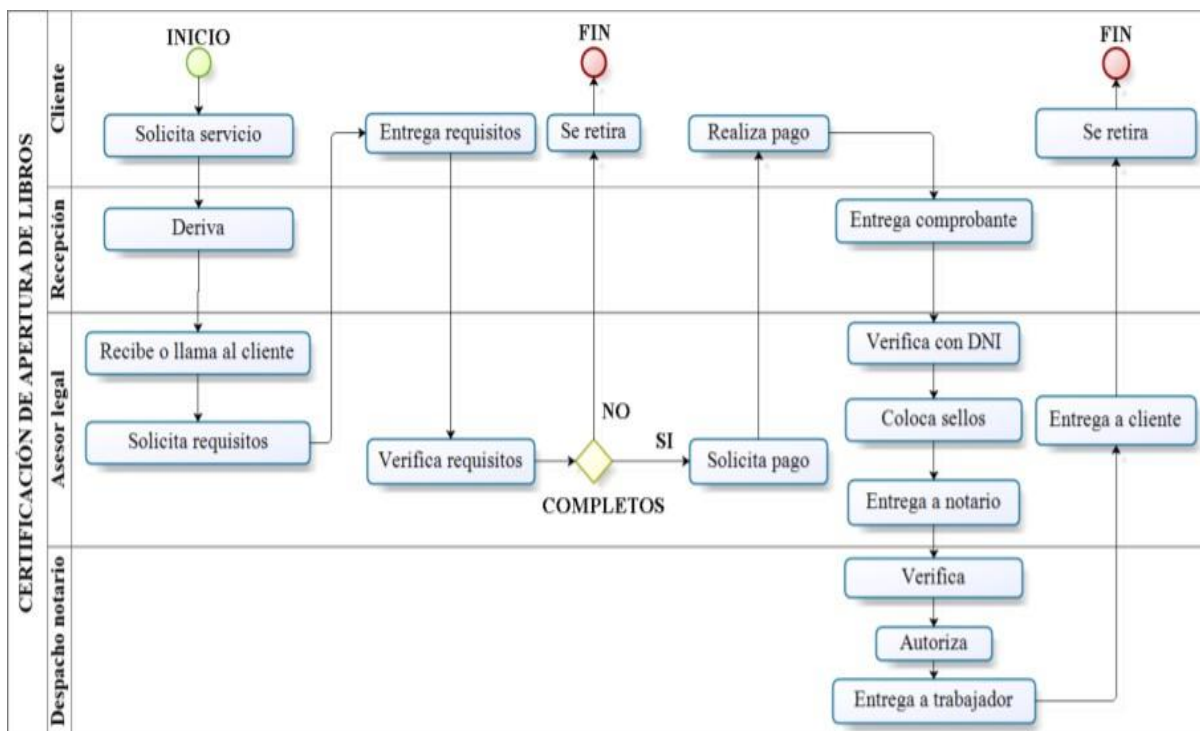 CERTIFICACIÓN DE APERTURA DE LIBROS
Cliente
INICIO
FIN
FIN
Solicita servicio
Entrega requisitos
Se retira
Realiza pago
Se retira
Recepción
Deriva
Entrega comprobante
Asesor legal
Recibe o llama al cliente
Verifica con DNI
Solicita requisitos
NO
Coloca sellos
Entrega a cliente
Verifica requisitos
SI
Solicita pago
COMPLETOS
Entrega a notario
Despacho notario
Verifica
Autoriza
Entrega a trabajador